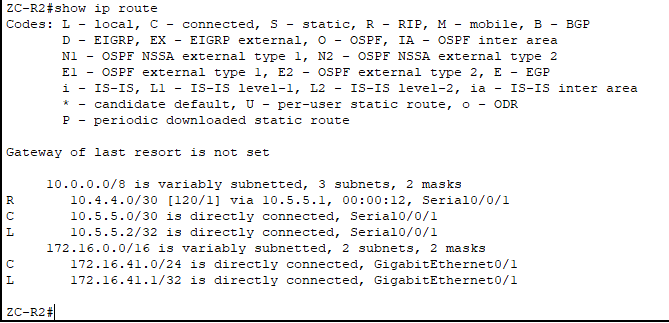 ZC-R2#show ip route
Codes: L - local, C - connected, S - static, R - RIP, M - mobile, B - BGP
D - EIGRP, EX - EIGRP external, O - OSPF, IA - OSPF inter area
N1 - OSPF NSSA external type 1, N2 - OSPF NSSA external type 2
E1 - OSPF external type 1, E2 - OSPF external type 2, E - EGP
i - IS-IS, L1 - IS-IS level-1, L2 - IS-IS level-2, ia - IS-IS inter area
* - candidate default, U - per-user static route, o - ODR
P - periodic downloaded static route
Gateway of last resort is not set
10.0.0.0/8 is variably subnetted, 3 subnets, 2 masks
R 10.4.4.0/30 [120/1] via 10.5.5.1, 00:00:12, Serial0/0/1
C 10.5.5.0/30 is directly connected, Serial0/0/1
L 10.5.5.2/32 is directly connected, Serial0/0/1
172.16.0.0/16 is variably subnetted, 2 subnets, 2 masks
C 172.16.41.0/24 is directly connected, GigabitEthernet0/1
L 172.16.41.1/32 is directly connected, GigabitEthernet0/1
ZC-R2#